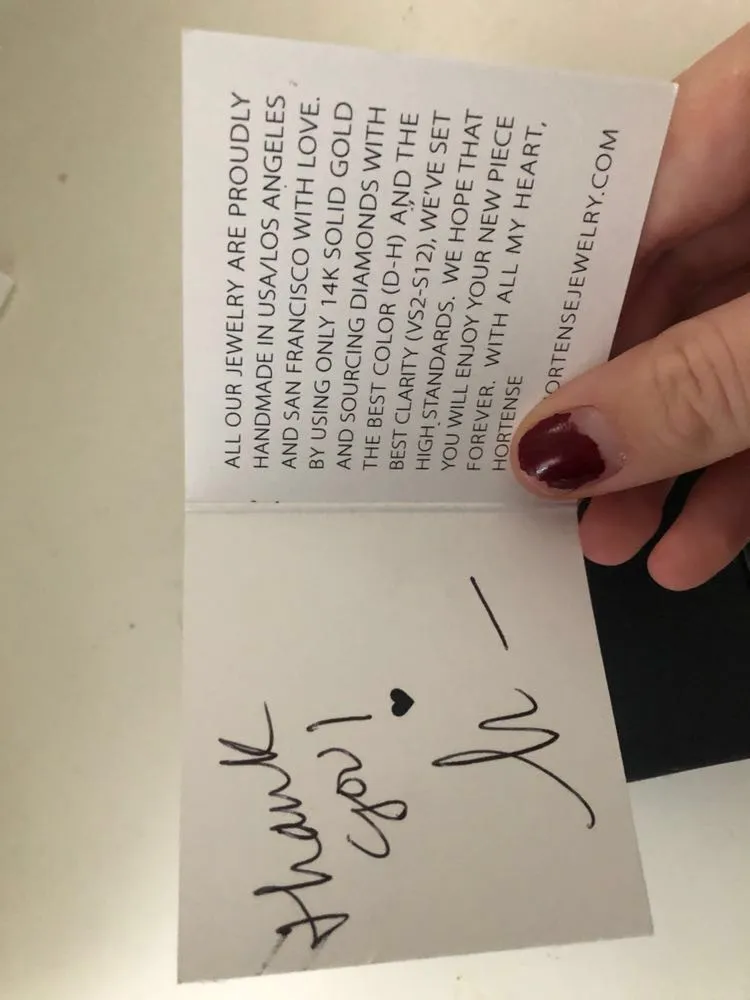 ALL OUR JEWELRY ARE PROUDLY
HANDMADE IN USA/LOS ANGELES
AND SAN FRANCISCO WITH LOVE.
BY USING ONLY 14K SOLID GOLD
AND SOURCING DIAMONDS WITH
THE BEST COLOR (D-H) AND THE
BEST CLARITY (VS2-S12), WE'VE SET
HIGH STANDARDS. WE HOPE THAT
YOU WILL ENJOY YOUR NEW PIECE
FOREVER. WITH ALL MY HEART,
HORTENSE
ORTENSEJEWELRY.COM
Thank
you!